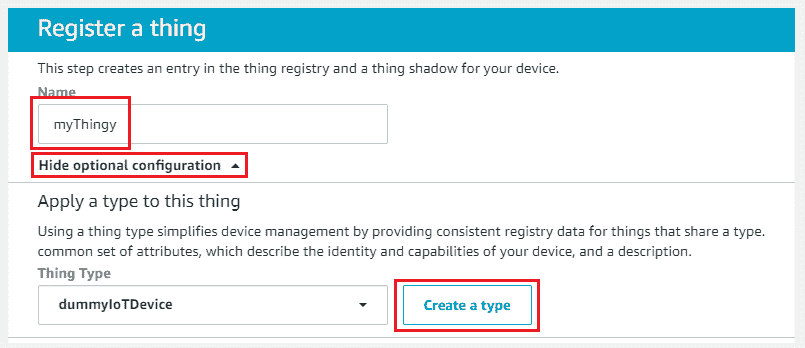 Register a thing
This step creates an entry in the thing registry and a thing shadow for your device.
Name
myThingy
Hide optional configuration
Apply a type to this thing
Using a thing type simplifies device management by providing consistent registry data for things that share a type.
common set of attributes, which describe the identity and capabilities of your device, and a description.
Thing Type
dummyIoTDevice
Create a type